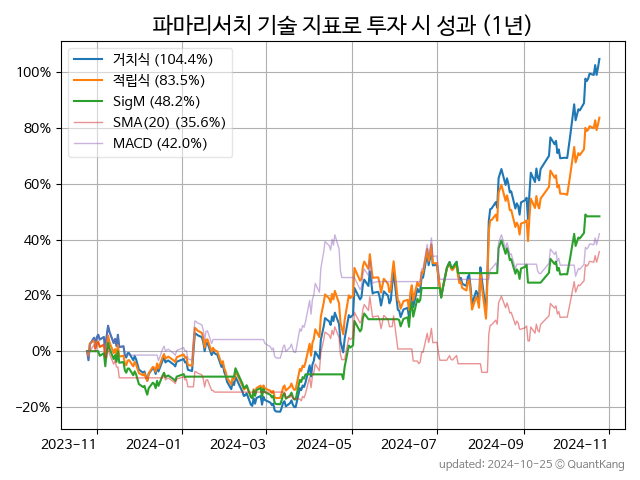 파마리서치 기술 지표로 투자 시 성과 (1년)
거치식 (104.4%)
적립식 (83.5%)
SigM (48.2%)
SMA(20) (35.6%)
MACD (42.0%)
100%
80%
60%
40%
20%
0%
−20%
2023-11
2024-01
2024-03
2024-05
2024-07
2024-09
2024-11
updated: 2024-10-25 © QuantKang